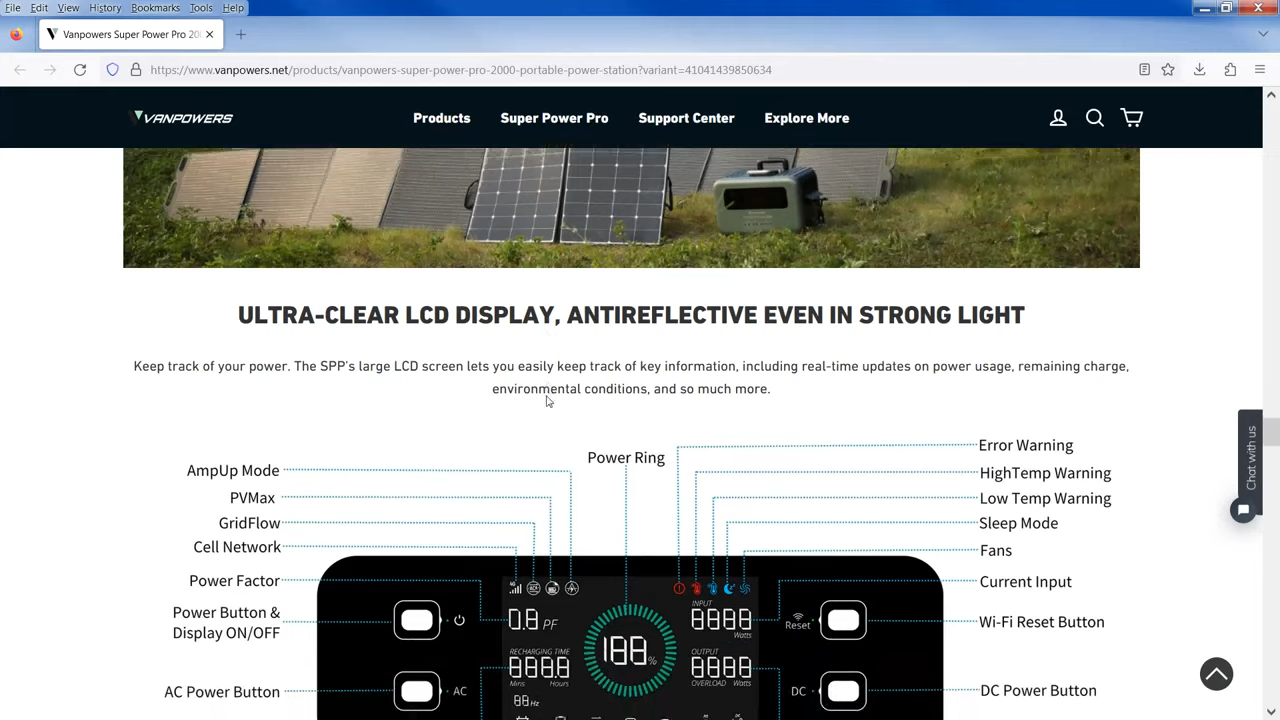 File Edit View History Bookmarks Tools Help
Vanpowers Super Power Pro 200
https://www.vanpowers.net/products/vanpowers-super-power-pro-2000-portable-power-station?variant=41041439850634
VANPOWERS Products Super Power Pro Support Center Explore More
ULTRA-CLEAR LCD DISPLAY, ANTIREFLECTIVE EVEN IN STRONG LIGHT
Keep track of your power. The SPP's large LCD screen lets you easily keep track of key information, including real-time updates on power usage, remaining charge,
environmental conditions, and so much more.
Chat with us
Power Ring
AmpUp Mode
PVMax
GridFlow
Cell Network
Power Factor
Power Button &
Display ON/OFF
AC Power Button
Error Warning
HighTemp Warning
Low Temp Warning
Sleep Mode
Fans
Current Input
Wi-Fi Reset Button
DC Power Button
0.8 PF
RECHARGING TIME
888.8
Mins Hours
88 Hz
188 %
INPUT
8888
Watts
OUTPUT
8888
OVERLOAD Watts
AC
Reset
DC